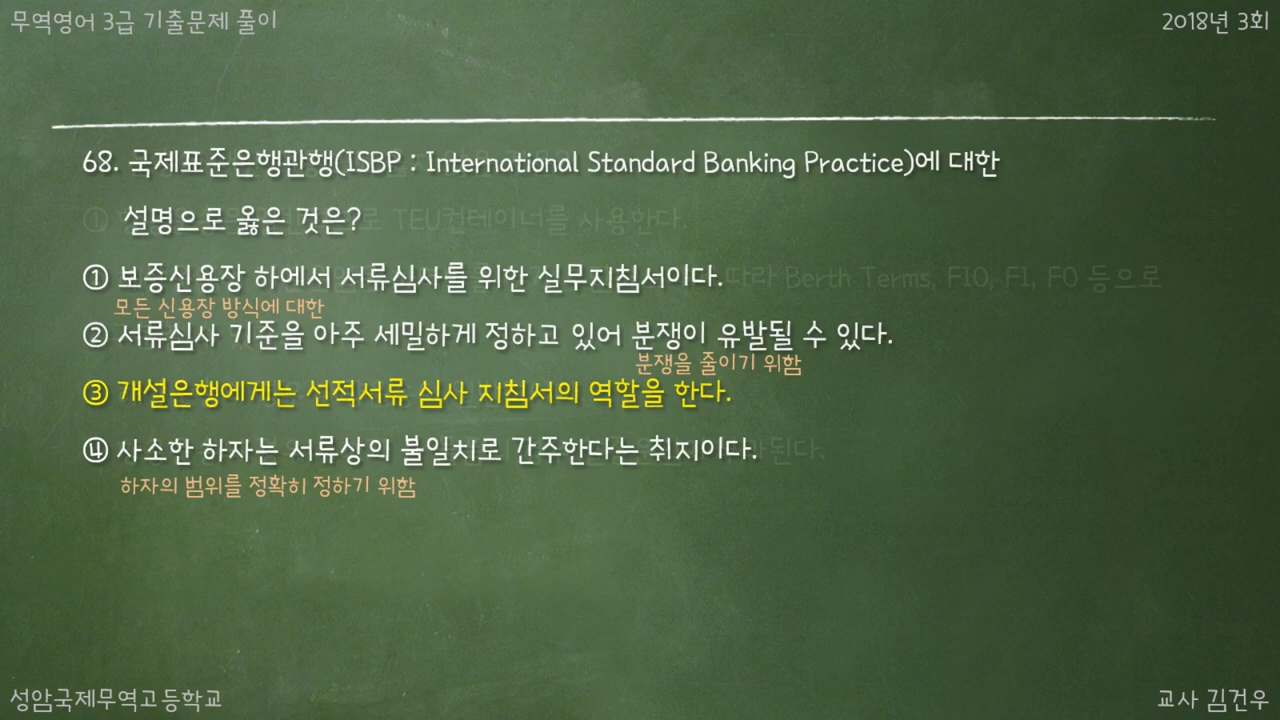 무역영어 3급 기출문제 풀이
2018년 3회
68. 국제표준은행관행(ISBP : International Standard Banking Practice)에 대한
설명으로 옳은 것은?
① 보증신용장 하에서 서류심사를 위한 실무지침서이다.
모든 신용장 방식에 대한
② 서류심사 기준을 아주 세밀하게 정하고 있어 분쟁이 유발될 수 있다.
분쟁을 줄이기 위함
③ 개설은행에게는 선적서류 심사 지침서의 역할을 한다.
④ 사소한 하자는 서류상의 불일치로 간주한다는 취지이다.
하자의 범위를 정확히 정하기 위함
성암국제무역고등학교
교사 김건우